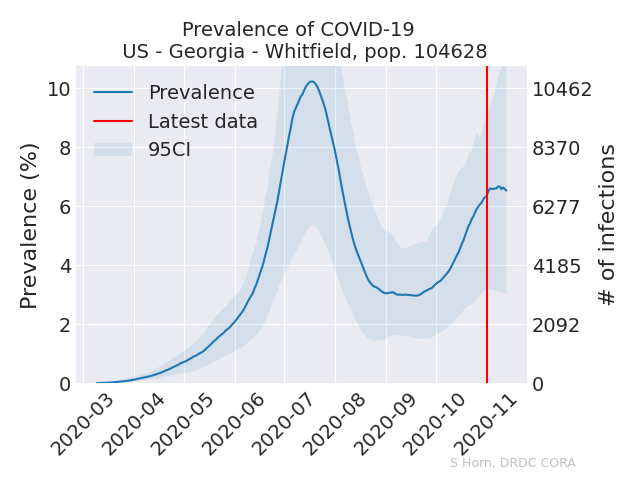 Prevalence of COVID-19
US - Georgia - Whitfield, pop. 104628
Prevalence
Latest data
95CI
Prevalence (%)
10
8
6
4
2
0
10462
8370
6277
4185
2092
0
# of infections
2020-03
2020-04
2020-05
2020-06
2020-07
2020-08
2020-09
2020-10
2020-11
S Horn, DRDC CORA